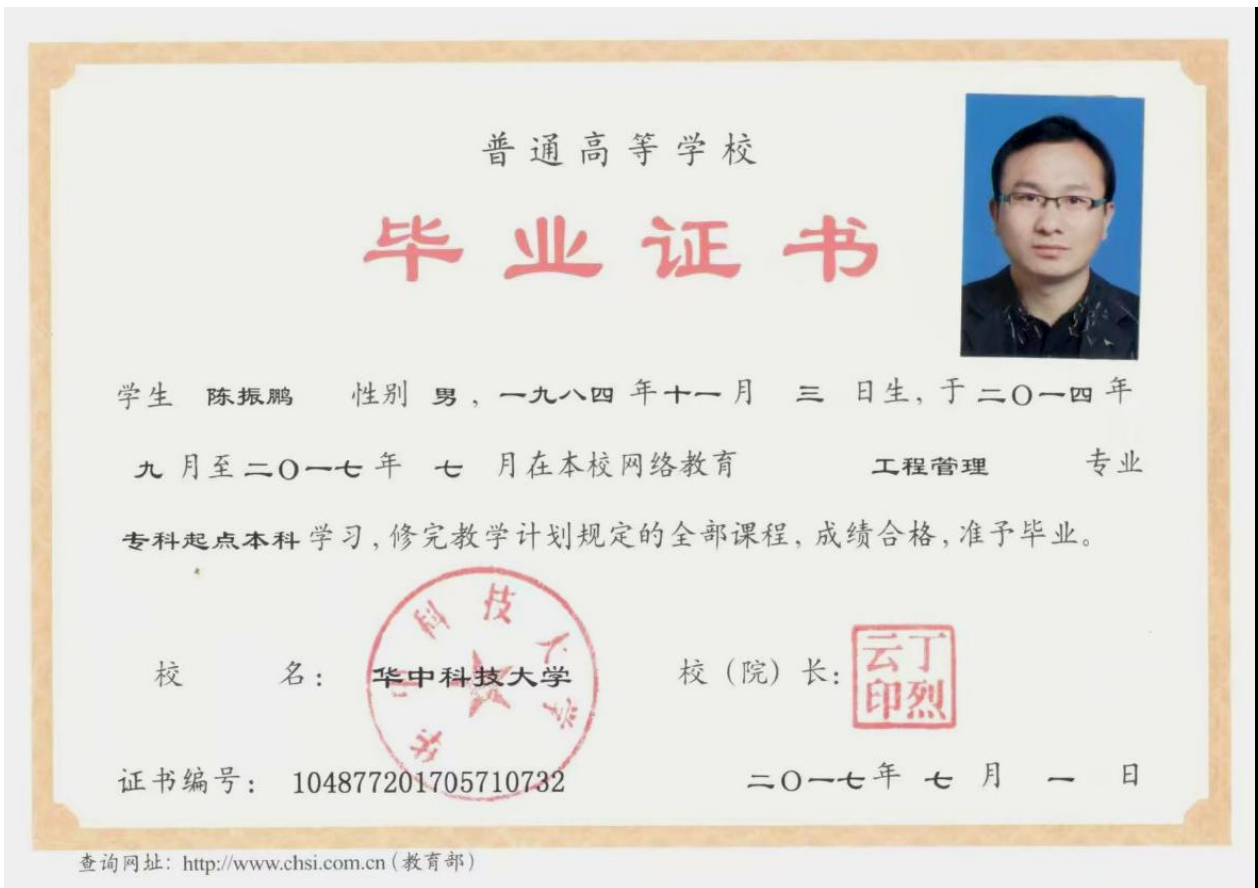 普通高等学校
毕业证书
学生 陈振鹏 性别 男，一九八四年十一月 三 日生，于二〇一四年
九 月至二〇一七年 七 月在本校网络教育 工程管理 专业
专科起点本科学习，修完教学计划规定的全部课程，成绩合格，准予毕业。
华中科技大学
校 名： 华中科技大学 校（院）长： 丁烈云印
证书编号： 104877201705710732 二〇一七年 七 月 一 日
查询网址：http://www.chsi.com.cn（教育部）